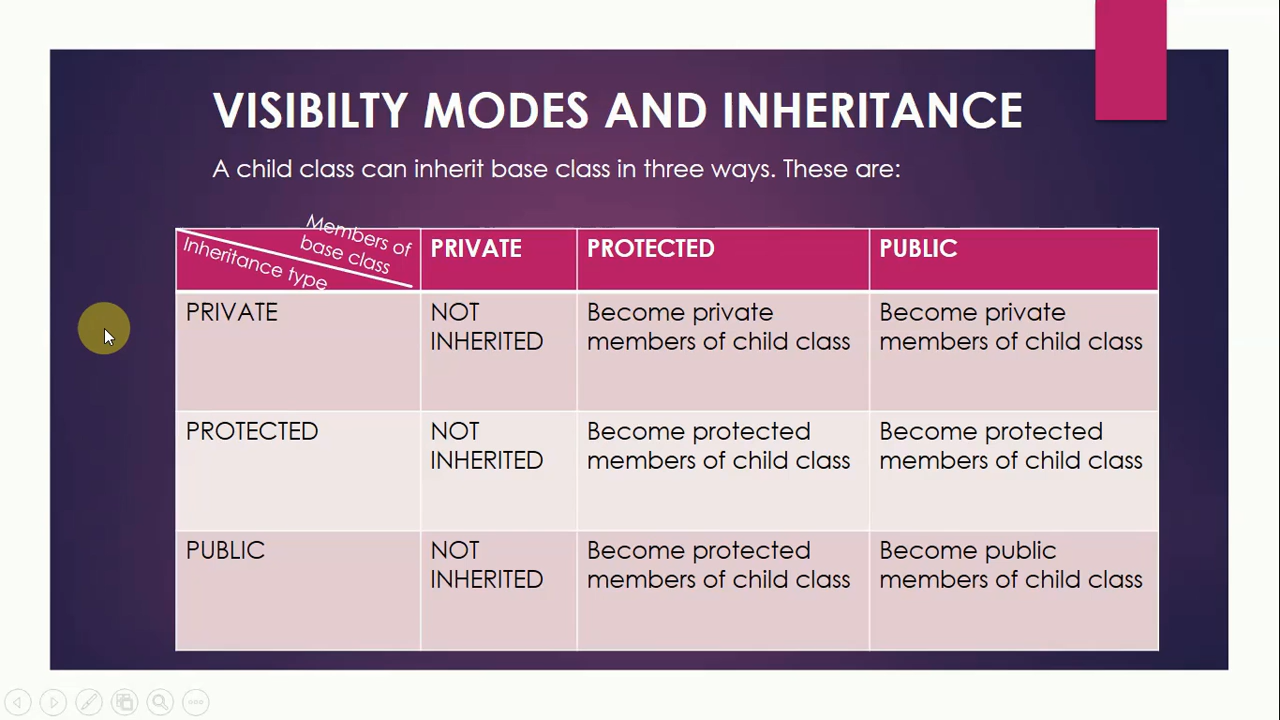 VISIBILTY MODES AND INHERITANCE
A child class can inherit base class in three ways. These are:
Members of
base class
Inheritance type
PRIVATE
PROTECTED
PUBLIC
PRIVATE
NOT
INHERITED
Become private
members of child class
Become private
members of child class
PROTECTED
NOT
INHERITED
Become protected
members of child class
Become protected
members of child class
PUBLIC
NOT
INHERITED
Become protected
members of child class
Become public
members of child class